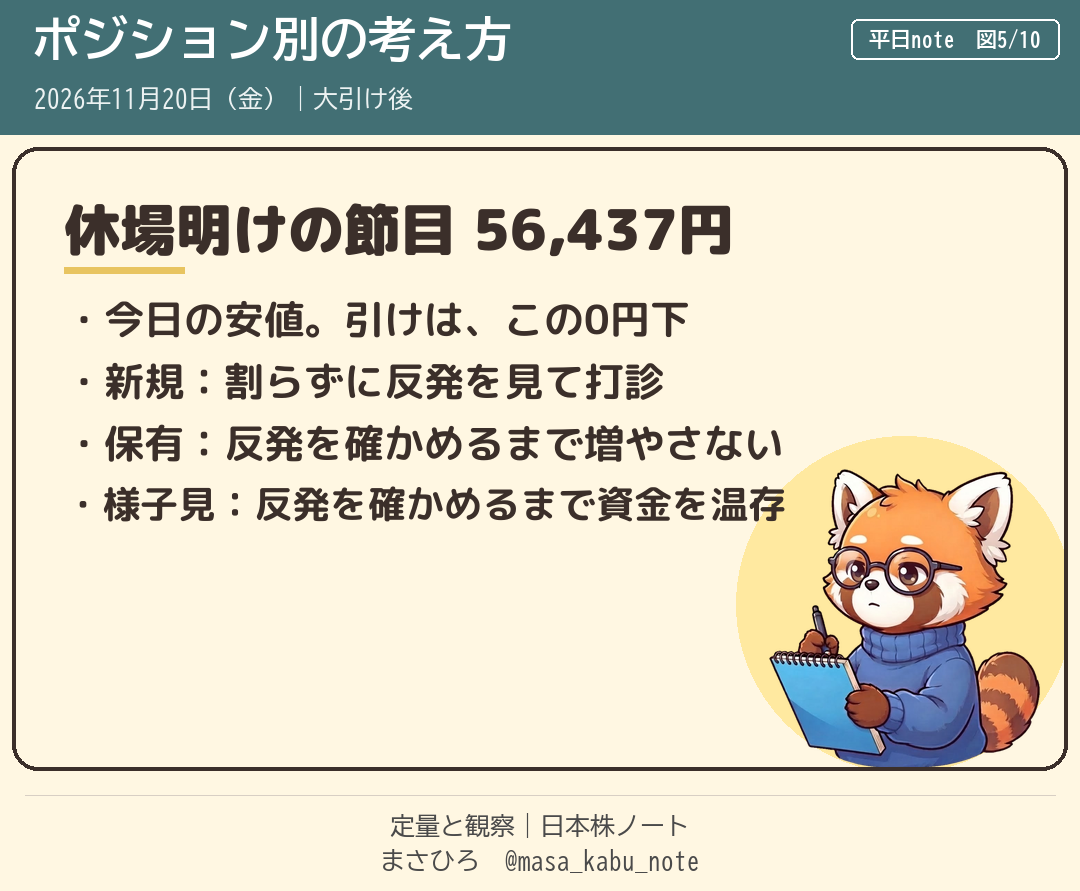 ポジション別の考え方
平日note 図5/10
2026年11月20日（金）｜大引け後
休場明けの節目 56,437円
・今日の安値。引けは、この0円下
・新規：割らずに反発を見て打診
・保有：反発を確かめるまで増やさない
・様子見：反発を確かめるまで資金を温存
定量と観察｜日本株ノート
まさひろ @masa_kabu_note